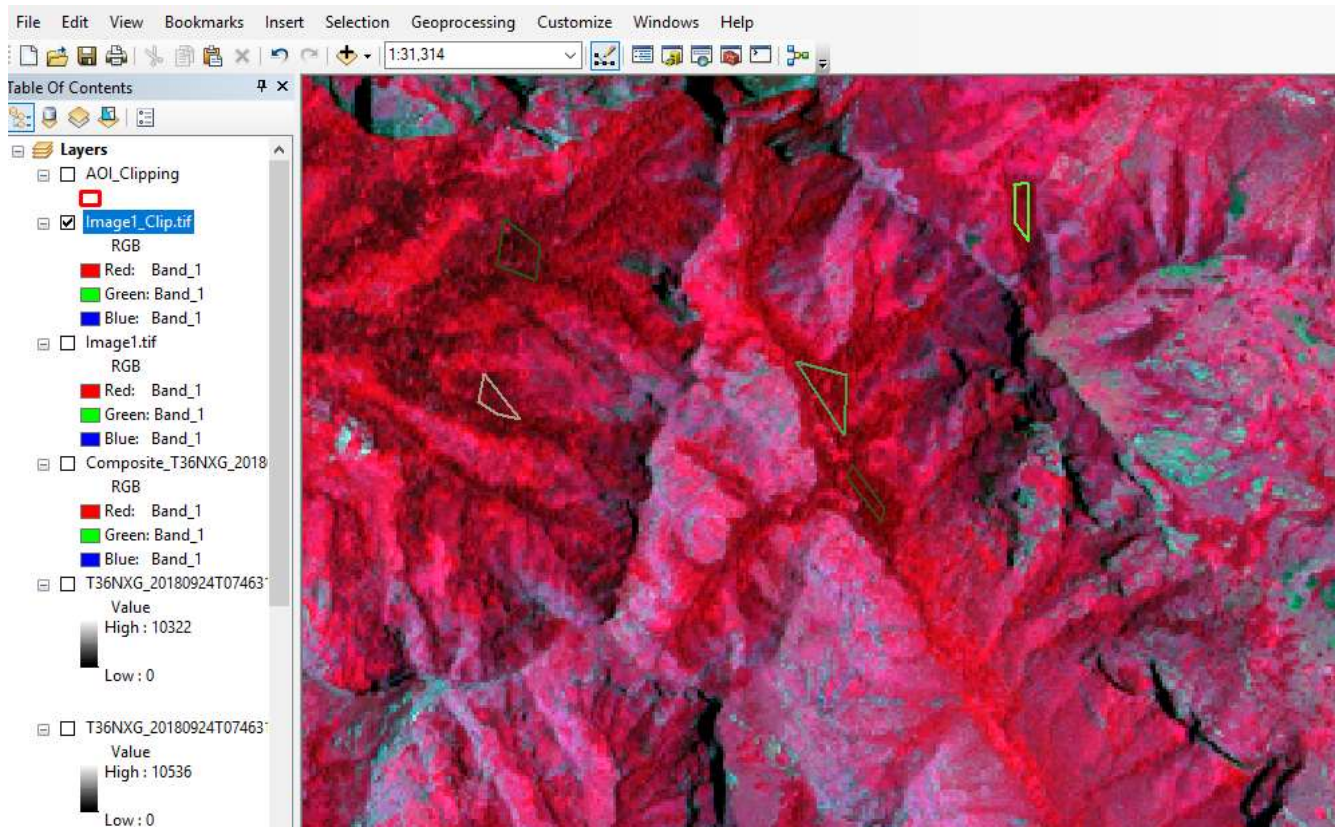 File Edit View Bookmarks Insert Selection Geoprocessing Customize Windows Help
1:31,314
Table Of Contents
Layers
AOI_Clipping
Image1_Clip.tif
RGB
Red: Band_1
Green: Band_1
Blue: Band_1
Image1.tif
RGB
Red: Band_1
Green: Band_1
Blue: Band_1
Composite_T36NXG_2018
RGB
Red: Band_1
Green: Band_1
Blue: Band_1
T36NXG_20180924T07463
Value
High : 10322
Low : 0
T36NXG_20180924T07463
Value
High : 10536
Low : 0